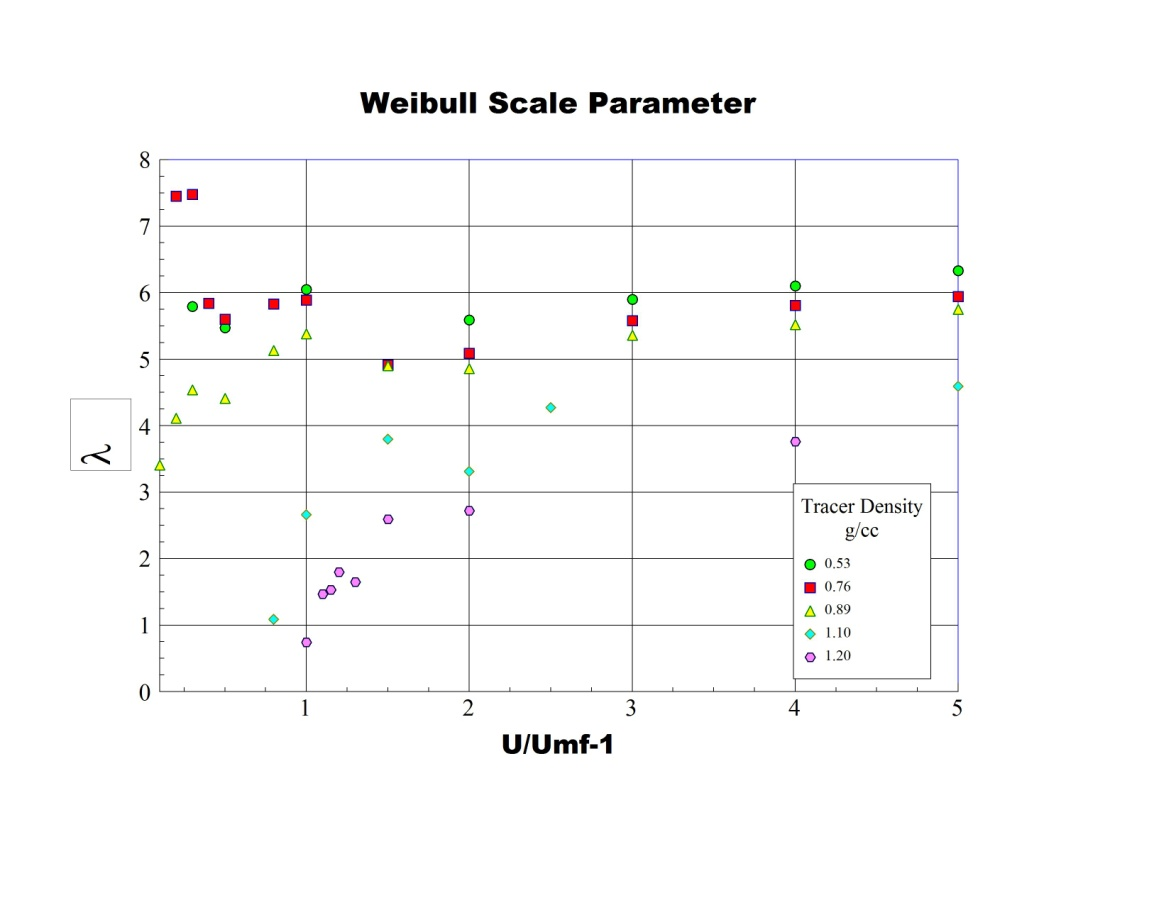 Weibull Scale Parameter
8
7
6
5
4
3
2
1
0
λ
1 2 3 4 5
U/Umf-1
Tracer Density
g/cc
0.53
0.76
0.89
1.10
1.20